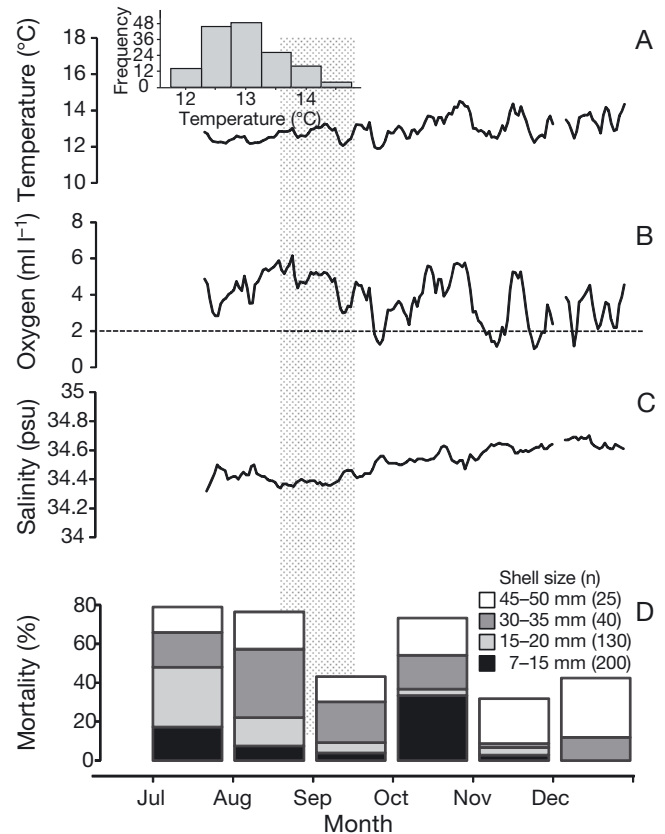 A
Temperature (°C)
18
16
14
12
10
Frequency
48
36
24
12
0
12
13
14
Temperature (°C)
B
Oxygen (ml l⁻¹)
8
6
4
2
0
C
Salinity (psu)
35
34.8
34.6
34.4
34.2
34
D
Mortality (%)
80
60
40
20
0
Shell size (n)
45–50 mm (25)
30–35 mm (40)
15–20 mm (130)
7–15 mm (200)
Jul Aug Sep Oct Nov Dec
Month